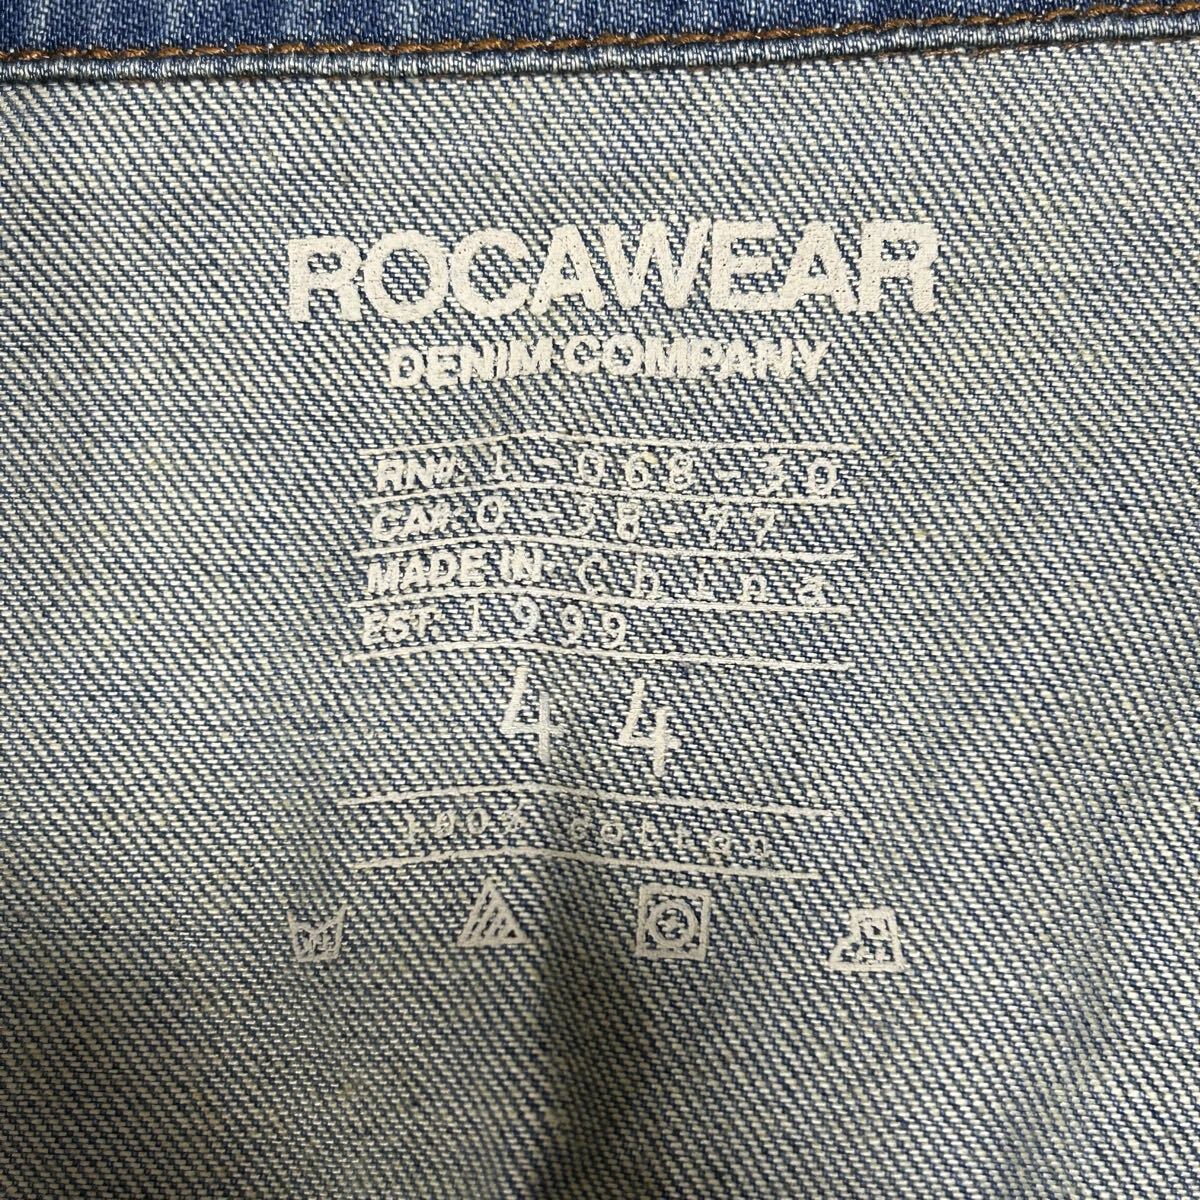 ROCAWEAR
DENIM COMPANY
RN#: 1-068-30
CA#: 0-38-77
MADE IN China
EST. 1999
44
100% cotton